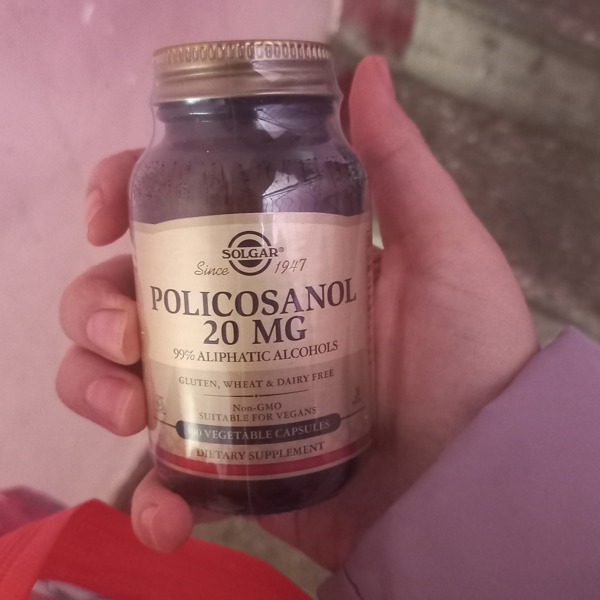 SOLGAR®
Since 1947
POLICOSANOL
20 MG
99% ALIPHATIC ALCOHOLS
GLUTEN, WHEAT & DAIRY FREE
Non-GMO
SUITABLE FOR VEGANS
VEGETABLE CAPSULES
DIETARY SUPPLEMENT